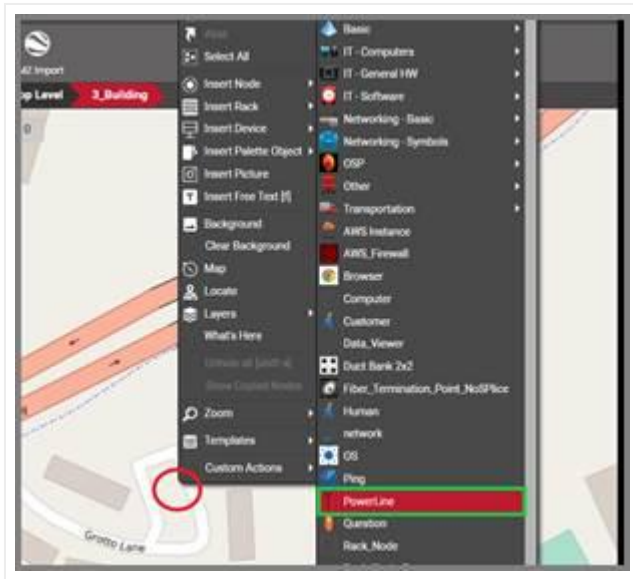 M2 Import
op Level
3_Building
Select All
Insert Node
Insert Rack
Insert Device
Insert Palette Object
Insert Picture
Insert Free Text [f]
Background
Clear Background
Map
Locate
Layers
What's Here
Zoom
Templates
Custom Actions
Basic
IT - Computers
IT - General HW
IT - Software
Networking - Basic
Networking - Symbols
OSP
Other
Transportation
AWS Instance
AWS_Firewall
Browser
Computer
Customer
Data_Viewer
Duct Bank 2x2
Fiber_Termination_Point_NoSPlice
Human
network
OS
Ping
PowerLine
Question
Rack_Node
Grotto Lane